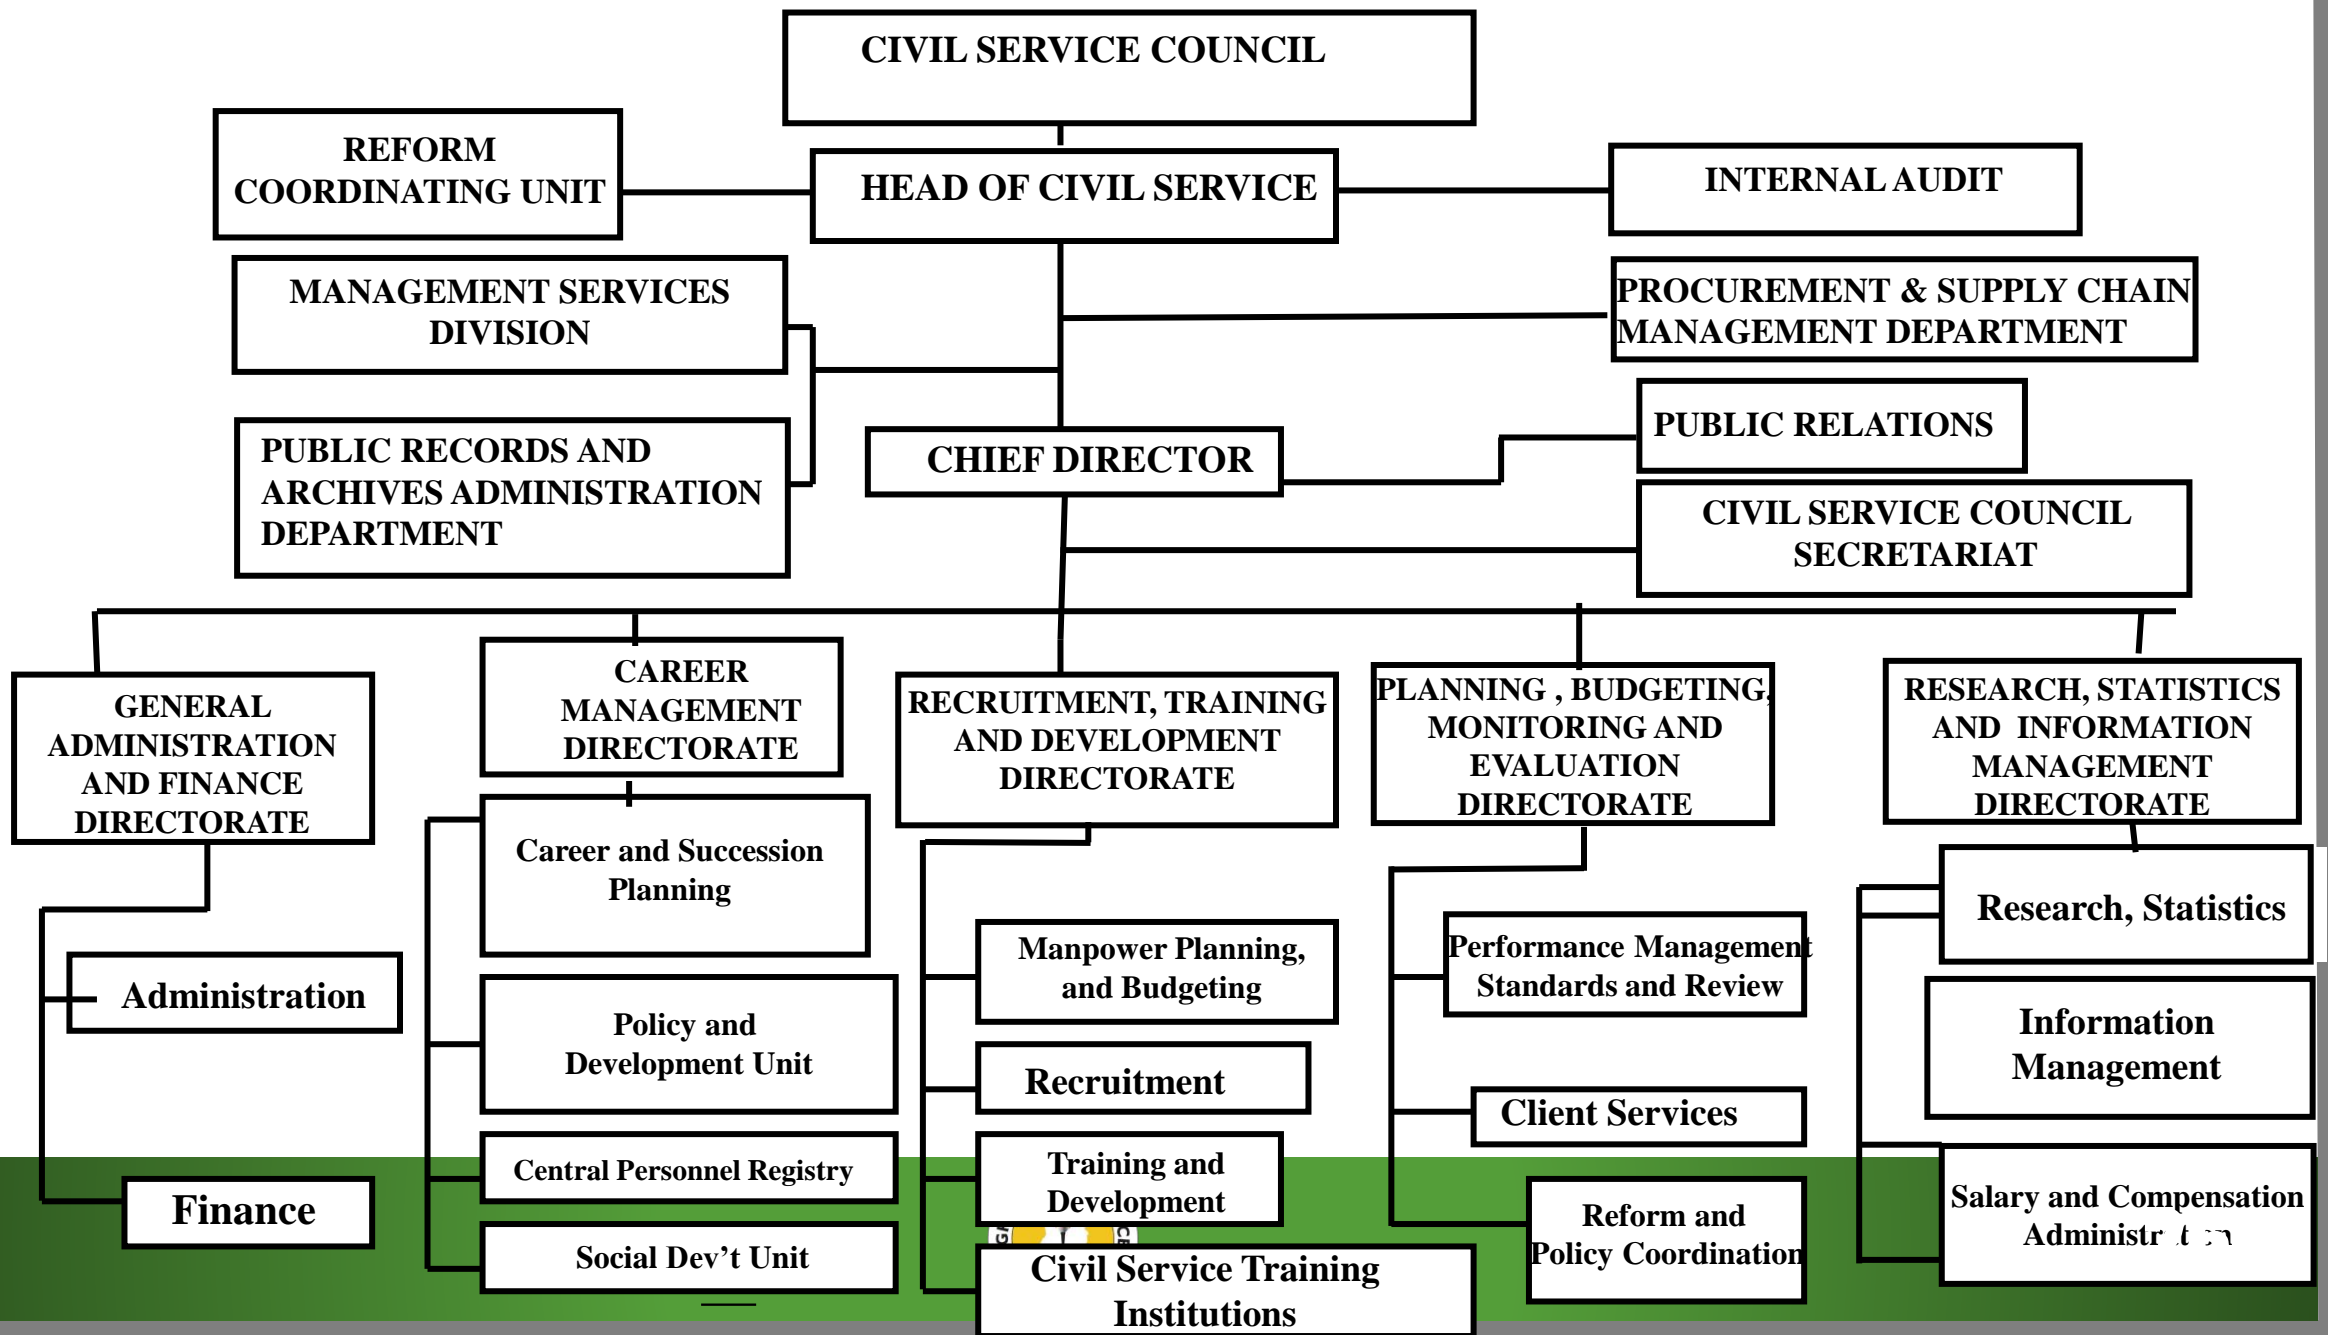 CIVIL SERVICE COUNCIL
REFORM
COORDINATING UNIT
HEAD OF CIVIL SERVICE
INTERNAL AUDIT
MANAGEMENT SERVICES
DIVISION
PROCUREMENT & SUPPLY CHAIN
MANAGEMENT DEPARTMENT
PUBLIC RECORDS AND
ARCHIVES ADMINISTRATION
DEPARTMENT
CHIEF DIRECTOR
PUBLIC RELATIONS
CIVIL SERVICE COUNCIL
SECRETARIAT
GENERAL
ADMINISTRATION
AND FINANCE
DIRECTORATE
CAREER
MANAGEMENT
DIRECTORATE
RECRUITMENT, TRAINING
AND DEVELOPMENT
DIRECTORATE
PLANNING , BUDGETING,
MONITORING AND
EVALUATION
DIRECTORATE
RESEARCH, STATISTICS
AND INFORMATION
MANAGEMENT
DIRECTORATE
Administration
Finance
Career and Succession
Planning
Policy and
Development Unit
Central Personnel Registry
Social Dev’t Unit
Manpower Planning,
and Budgeting
Recruitment
Training and
Development
Civil Service Training
Institutions
Performance Management
Standards and Review
Client Services
Reform and
Policy Coordination
Research, Statistics
Information
Management
Salary and Compensation